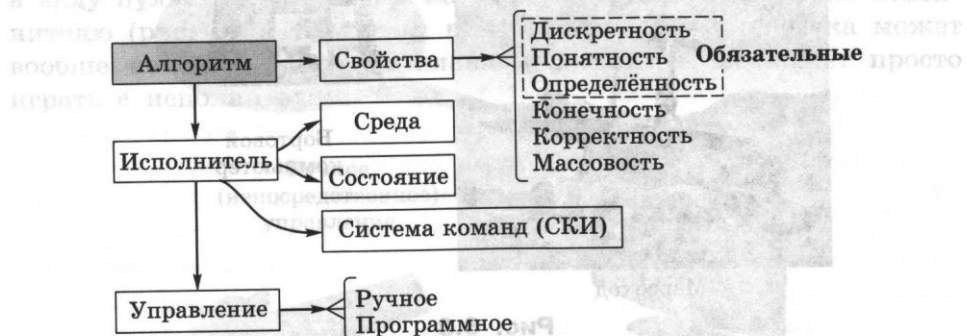 Алгоритм
Свойства
Дискретность
Понятность
Определённость
Обязательные
Конечность
Корректность
Массовость
Исполнитель
Среда
Состояние
Система команд (СКИ)
Управление
Ручное
Программное